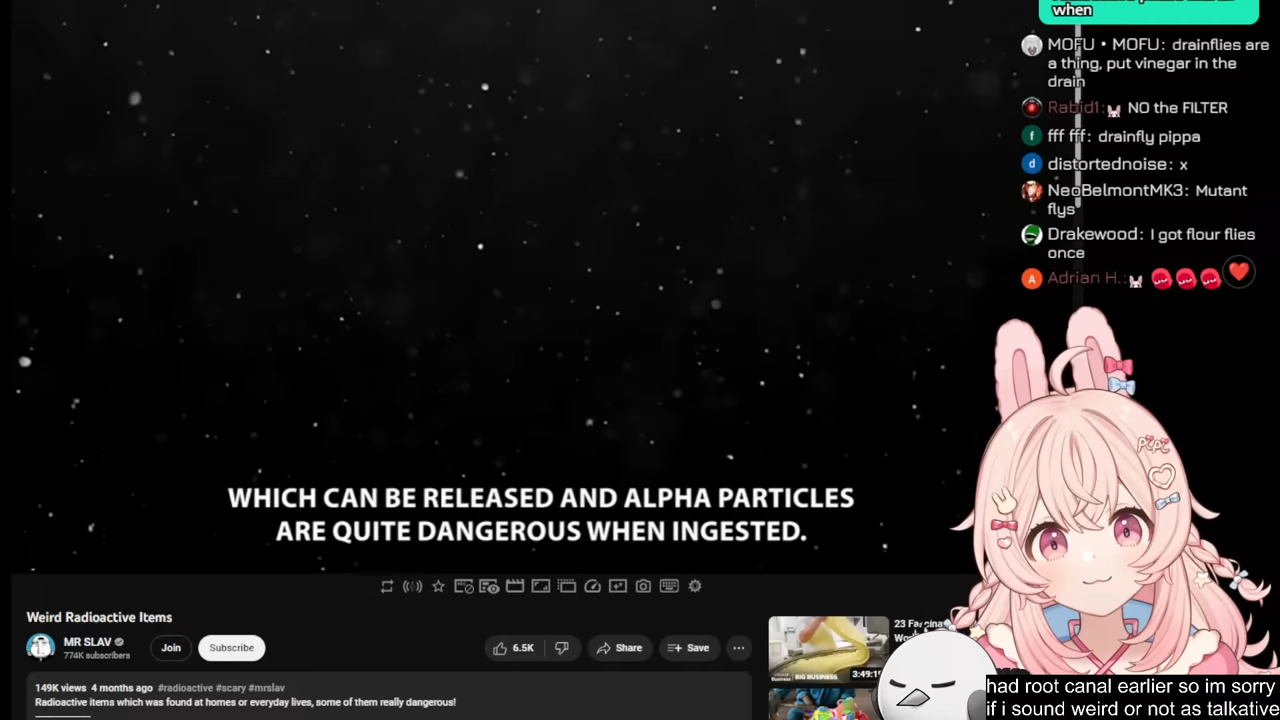 when
MOFU • MOFU: drainflies are
a thing, put vinegar in the
drain
Rabid1: NO the FILTER
fff fff: drainfly pippa
distortednoise: x
NeoBelmontMK3: Mutant
flys
Drakewood: I got flour flies
once
Adrian H.:
Pipi
WHICH CAN BE RELEASED AND ALPHA PARTICLES
ARE QUITE DANGEROUS WHEN INGESTED.
Weird Radioactive Items
MR SLAV
774K subscribers
Join
Subscribe
6.5K
Share
Save
149K views 4 months ago #radioactive #scary #mrslav
Radioactive items which was found at homes or everyday lives, some of them really dangerous!
BIG BUSINESS
3:49:1
had root canal earlier so im sorry
if i sound weird or not as talkative